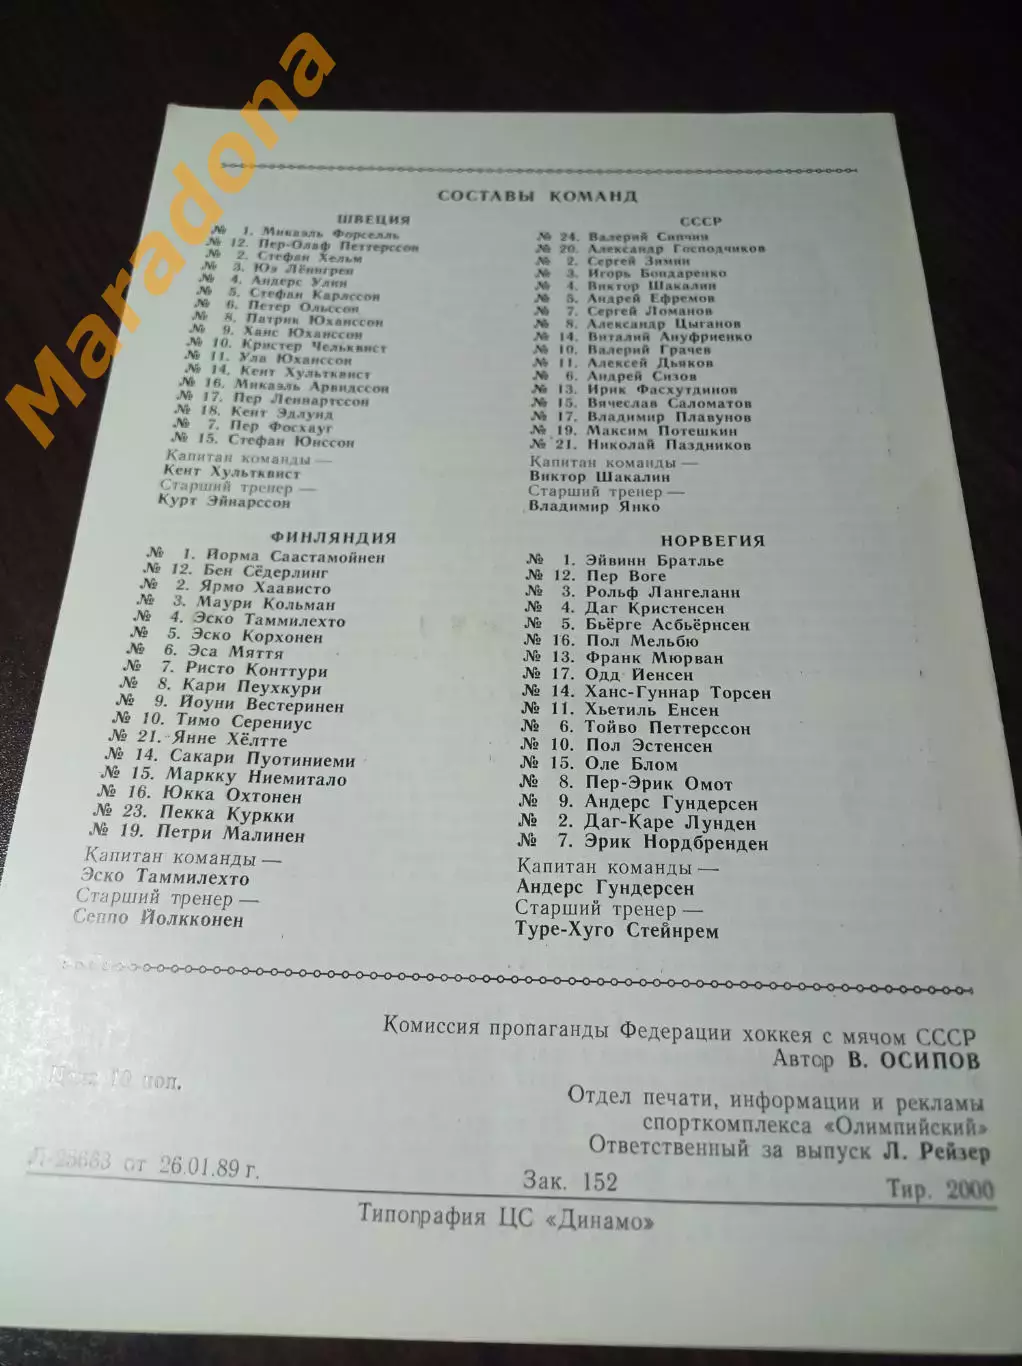 Maradona
СОСТАВЫ КОМАНД
ШВЕЦИЯ
№ 1. Микаэль Форселль
№ 12. Пер-Олаф Петтерссон
№ 2. Стефан Хельм
№ 3. Юэ Лённгрен
№ 4. Андерс Улин
№ 5. Стефан Карлссон
№ 6. Петер Ольссон
№ 8. Патрик Юханссон
№ 9. Ханс Юханссон
№ 10. Кристер Чельквист
№ 11. Ула Юханссон
№ 14. Кент Хультквист
№ 16. Микаэль Арвидссон
№ 17. Пер Леннартссон
№ 18. Кент Эдлунд
№ 7. Пер Фосхауг
№ 15. Стефан Юнссон
Капитан команды —
Кент Хультквист
Старший тренер —
Курт Эйнарссон
СССР
№ 24. Валерий Сипчин
№ 20. Александр Господчиков
№ 2. Сергей Зимин
№ 3. Игорь Бондаренко
№ 4. Виктор Шакалин
№ 5. Андрей Ефремов
№ 7. Сергей Ломанов
№ 8. Александр Цыганов
№ 14. Виталий Ануфриенко
№ 10. Валерий Грачев
№ 11. Алексей Дьяков
№ 6. Андрей Сизов
№ 13. Ирик Фасхутдинов
№ 15. Вячеслав Саломатов
№ 17. Владимир Плавунов
№ 19. Максим Потешкин
№ 21. Николай Паздников
Капитан команды —
Виктор Шакалин
Старший тренер —
Владимир Янко
ФИНЛЯНДИЯ
№ 1. Йорма Саастамойнен
№ 12. Бен Сёдерлинг
№ 2. Ярмо Хаависто
№ 3. Маури Кольман
№ 4. Эско Таммилехто
№ 5. Эско Корхонен
№ 6. Эса Мяття
№ 7. Ристо Конттури
№ 8. Кари Пеухкури
№ 9. Йоуни Вестеринен
№ 10. Тимо Серениус
№ 21. Янне Хёлтте
№ 14. Сакари Пуотиниеми
№ 15. Маркку Ниемитало
№ 16. Юкка Охтонен
№ 23. Пекка Куркки
№ 19. Петри Малинен
Капитан команды —
Эско Таммилехто
Старший тренер —
Сеппо Йолкконен
НОРВЕГИЯ
№ 1. Эйвинн Братлье
№ 12. Пер Воге
№ 3. Рольф Лангеланн
№ 4. Даг Кристенсен
№ 5. Бьёрге Асбьёрнсен
№ 16. Пол Мельбю
№ 13. Франк Мюрван
№ 17. Одд Йенсен
№ 14. Ханс-Гуннар Торсен
№ 11. Хьетиль Енсен
№ 6. Тойво Петтерссон
№ 10. Пол Эстенсен
№ 15. Оле Блом
№ 8. Пер-Эрик Омот
№ 9. Андерс Гундерсен
№ 2. Даг-Каре Лунден
№ 7. Эрик Нордбренден
Капитан команды —
Андерс Гундерсен
Старший тренер —
Туре-Хуго Стейнрем
Комиссия пропаганды Федерации хоккея с мячом СССР
Автор В. ОСИПОВ
Цена 10 коп.
Отдел печати, информации и рекламы
спорткомплекса «Олимпийский»
Ответственный за выпуск Л. Рейзер
Л-25683 от 26.01.89 г.
Зак. 152
Тир. 2000
Типография ЦС «Динамо»